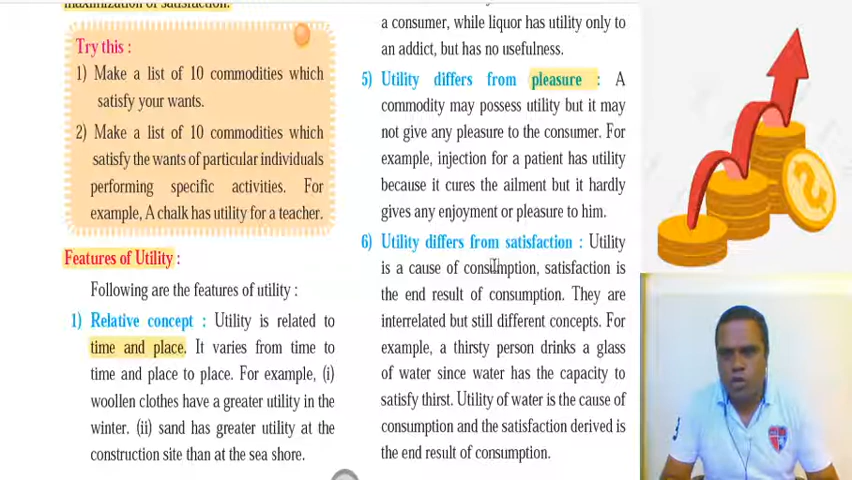 maximization of satisfaction.
Try this :
1) Make a list of 10 commodities which
satisfy your wants.
2) Make a list of 10 commodities which
satisfy the wants of particular individuals
performing specific activities. For
example, A chalk has utility for a teacher.
Features of Utility :
Following are the features of utility :
1) Relative concept : Utility is related to
time and place. It varies from time to
time and place to place. For example, (i)
woollen clothes have a greater utility in the
winter. (ii) sand has greater utility at the
construction site than at the sea shore.
a consumer, while liquor has utility only to
an addict, but has no usefulness.
5) Utility differs from pleasure : A
commodity may possess utility but it may
not give any pleasure to the consumer. For
example, injection for a patient has utility
because it cures the ailment but it hardly
gives any enjoyment or pleasure to him.
6) Utility differs from satisfaction : Utility
is a cause of consumption, satisfaction is
the end result of consumption. They are
interrelated but still different concepts. For
example, a thirsty person drinks a glass
of water since water has the capacity to
satisfy thirst. Utility of water is the cause of
consumption and the satisfaction derived is
the end result of consumption.